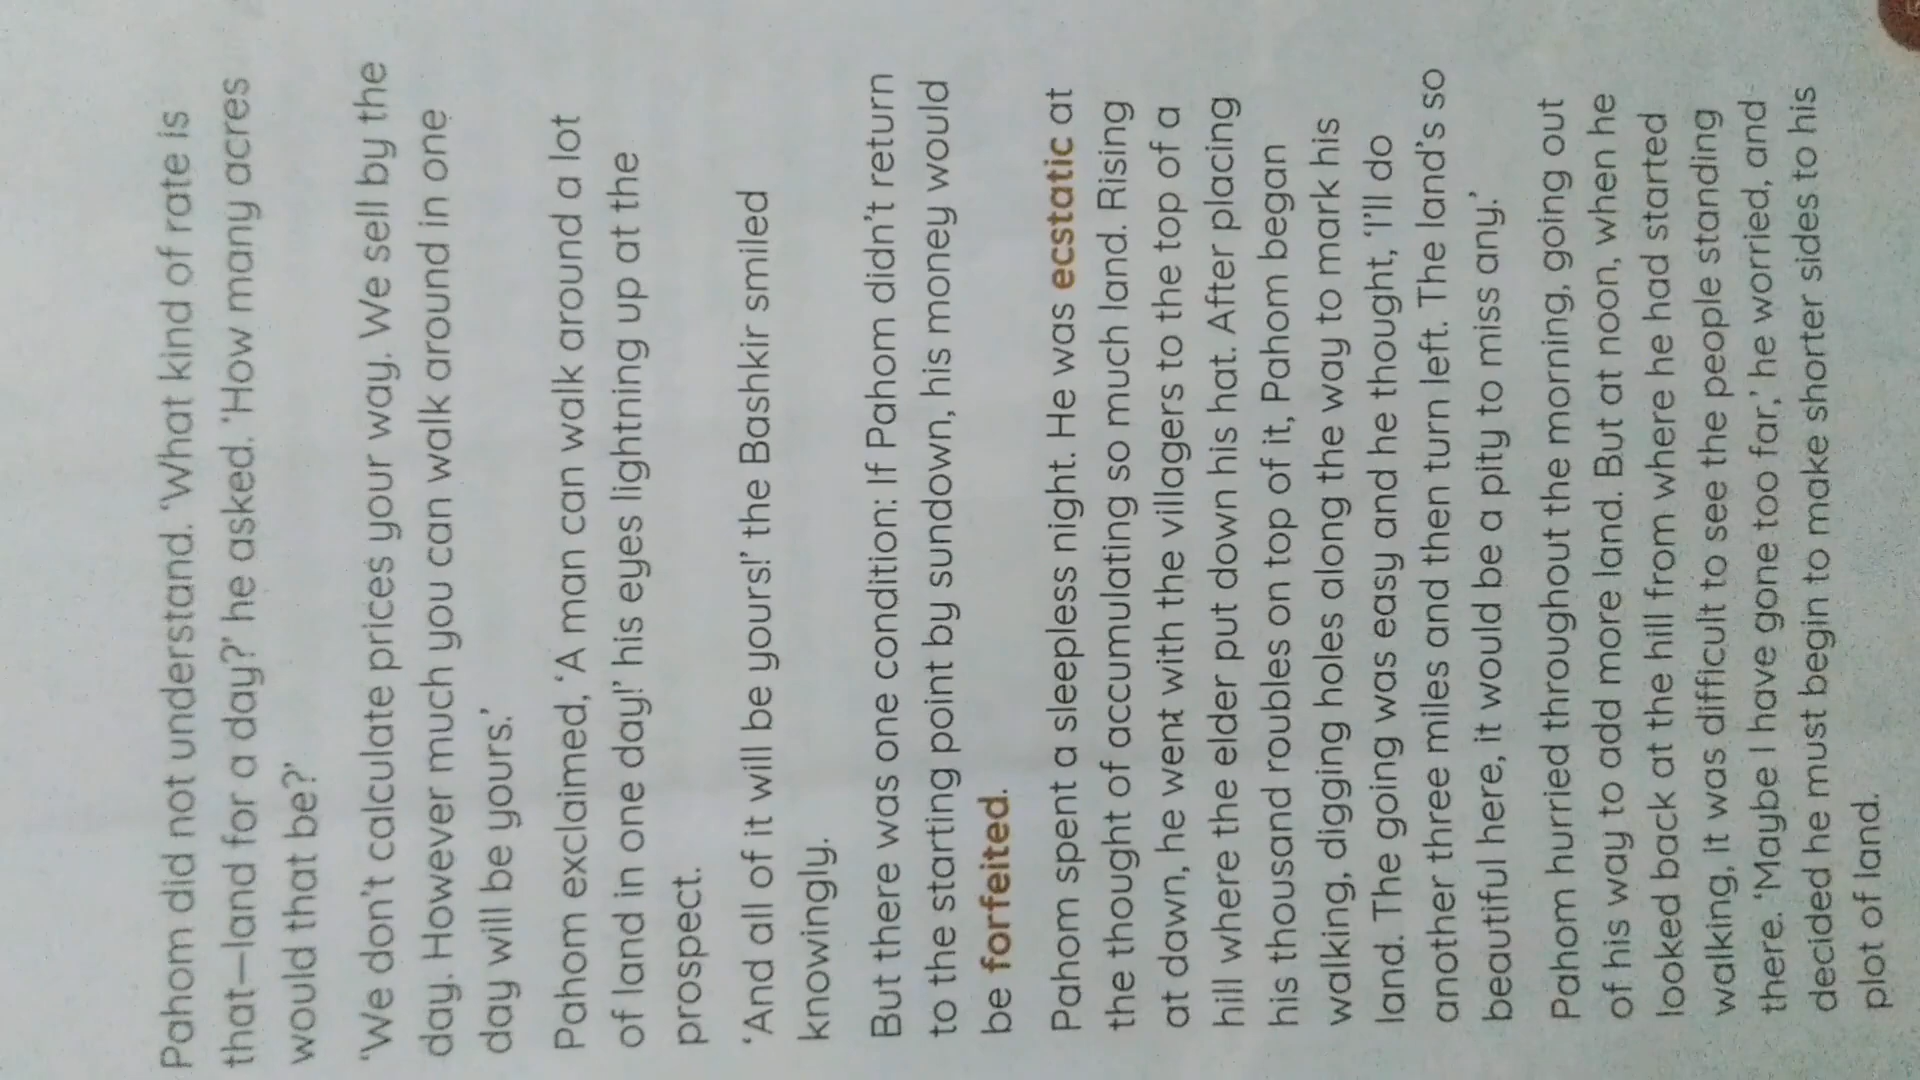 Pahom did not understand. ‘What kind of rate is
that—land for a day?’ he asked. ‘How many acres
would that be?’
‘We don’t calculate prices your way. We sell by the
day. However much you can walk around in one
day will be yours.’
Pahom exclaimed, ‘A man can walk around a lot
of land in one day!’ his eyes lightning up at the
prospect.
‘And all of it will be yours!’ the Bashkir smiled
knowingly.
But there was one condition: If Pahom didn’t return
to the starting point by sundown, his money would
be forfeited.
Pahom spent a sleepless night. He was ecstatic at
the thought of accumulating so much land. Rising
at dawn, he went with the villagers to the top of a
hill where the elder put down his hat. After placing
his thousand roubles on top of it, Pahom began
walking, digging holes along the way to mark his
land. The going was easy and he thought, ‘I’ll do
another three miles and then turn left. The land’s so
beautiful here, it would be a pity to miss any.’
Pahom hurried throughout the morning, going out
of his way to add more land. But at noon, when he
looked back at the hill from where he had started
walking, it was difficult to see the people standing
there. ‘Maybe I have gone too far,’ he worried, and
decided he must begin to make shorter sides to his
plot of land.